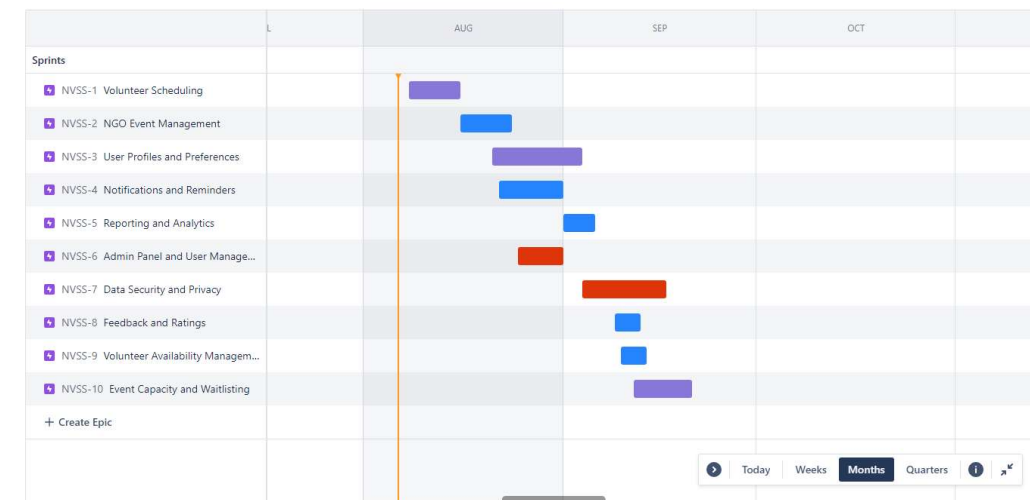 L AUG SEP OCT
Sprints
NVSS-1 Volunteer Scheduling
NVSS-2 NGO Event Management
NVSS-3 User Profiles and Preferences
NVSS-4 Notifications and Reminders
NVSS-5 Reporting and Analytics
NVSS-6 Admin Panel and User Manage...
NVSS-7 Data Security and Privacy
NVSS-8 Feedback and Ratings
NVSS-9 Volunteer Availability Managem...
NVSS-10 Event Capacity and Waitlisting
+ Create Epic
Today Weeks Months Quarters